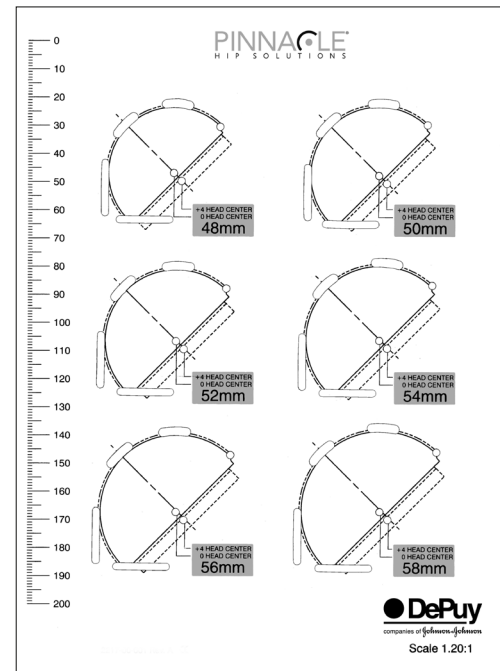 PINNACLE®
HIP SOLUTIONS
0
10
20
30
40
50
60
70
80
90
100
110
120
130
140
150
160
170
180
190
200
+4 HEAD CENTER
0 HEAD CENTER
48mm
+4 HEAD CENTER
0 HEAD CENTER
50mm
+4 HEAD CENTER
0 HEAD CENTER
52mm
+4 HEAD CENTER
0 HEAD CENTER
54mm
+4 HEAD CENTER
0 HEAD CENTER
56mm
+4 HEAD CENTER
0 HEAD CENTER
58mm
DePuy
companies of Johnson & Johnson
Scale 1.20:1